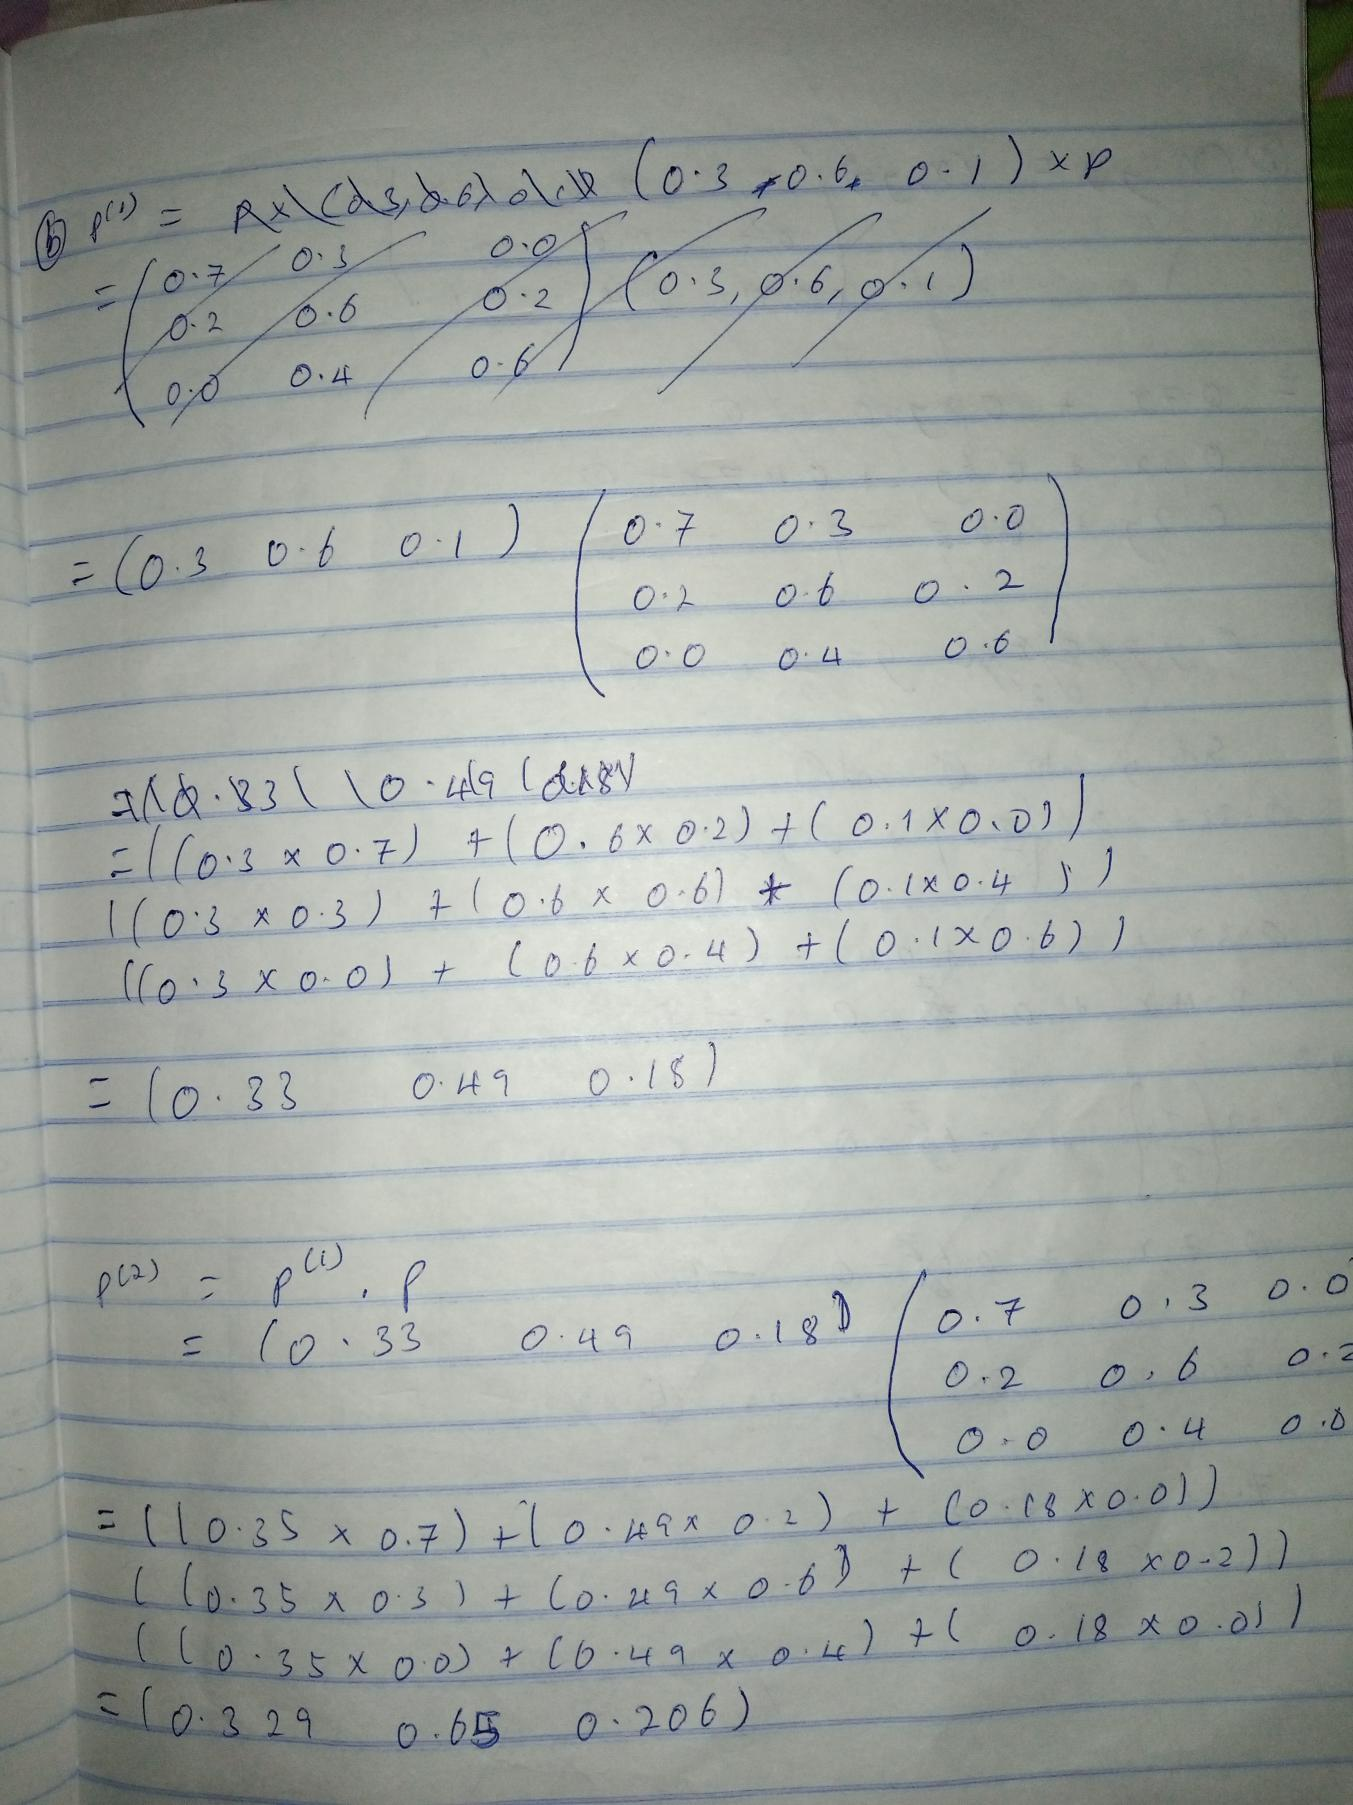 (b) p⁽¹⁾ = (0.3, 0.6, 0.1) × P
= (0.7 0.3 0.0) (0.3, 0.6, 0.1)
0.2 0.6 0.2
0.0 0.4 0.6
= (0.3 0.6 0.1) (0.7 0.3 0.0)
0.2 0.6 0.2
0.0 0.4 0.6
0.49
= ((0.3 × 0.7) + (0.6 × 0.2) + (0.1 × 0.0))
((0.3 × 0.3) + (0.6 × 0.6) + (0.1 × 0.4))
((0.3 × 0.0) + (0.6 × 0.4) + (0.1 × 0.6))
= (0.33 0.49 0.18)
p(2) = p⁽¹⁾ . P
= (0.33 0.49 0.18) (0.7 0.3 0.0
0.2 0.6 0.2
0.0 0.4
= ((0.35 × 0.7) + (0.49 × 0.2) + (0.18 × 0.0))
((0.35 × 0.3) + (0.49 × 0.6) + (0.18 × 0.2))
((0.35 × 0.0) + (0.49 × 0.4) + (0.18 × 0.0))
= (0.329 0.65 0.206)